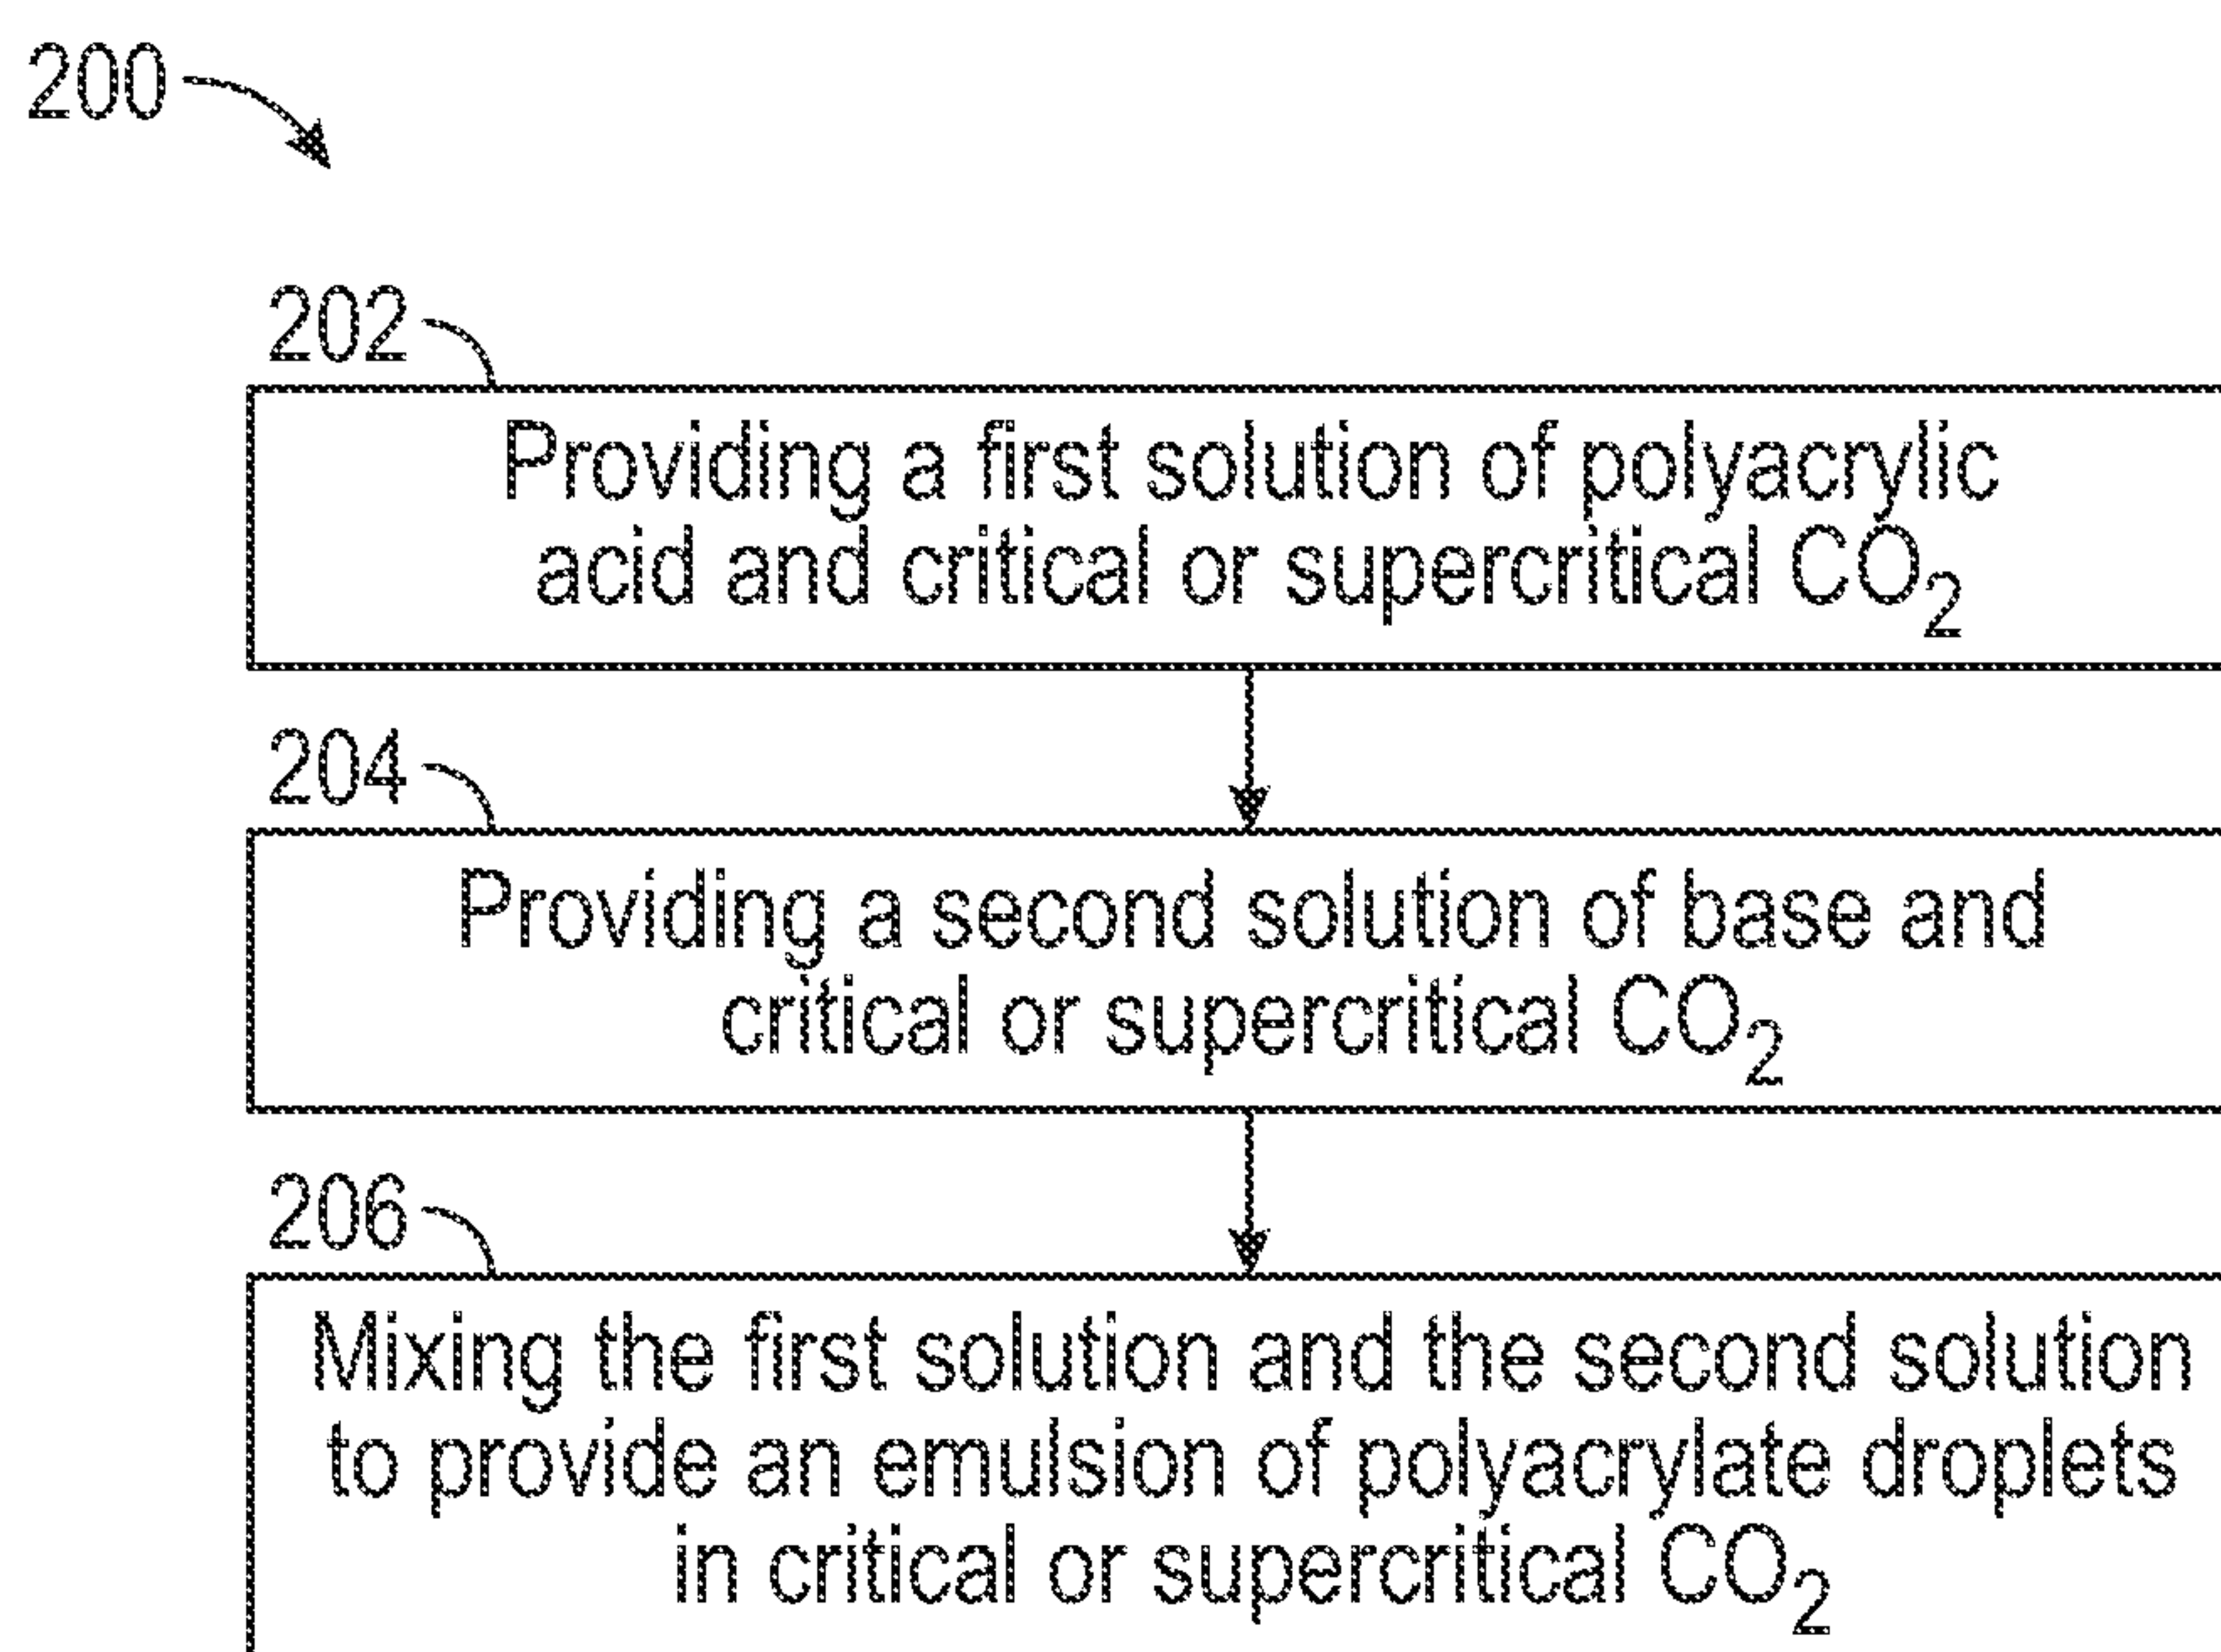 200
202
Providing a first solution of polyacrylic
acid and critical or supercritical CO₂
204
Providing a second solution of base and
critical or supercritical CO₂
206
Mixing the first solution and the second solution
to provide an emulsion of polyacrylate droplets
in critical or supercritical CO₂